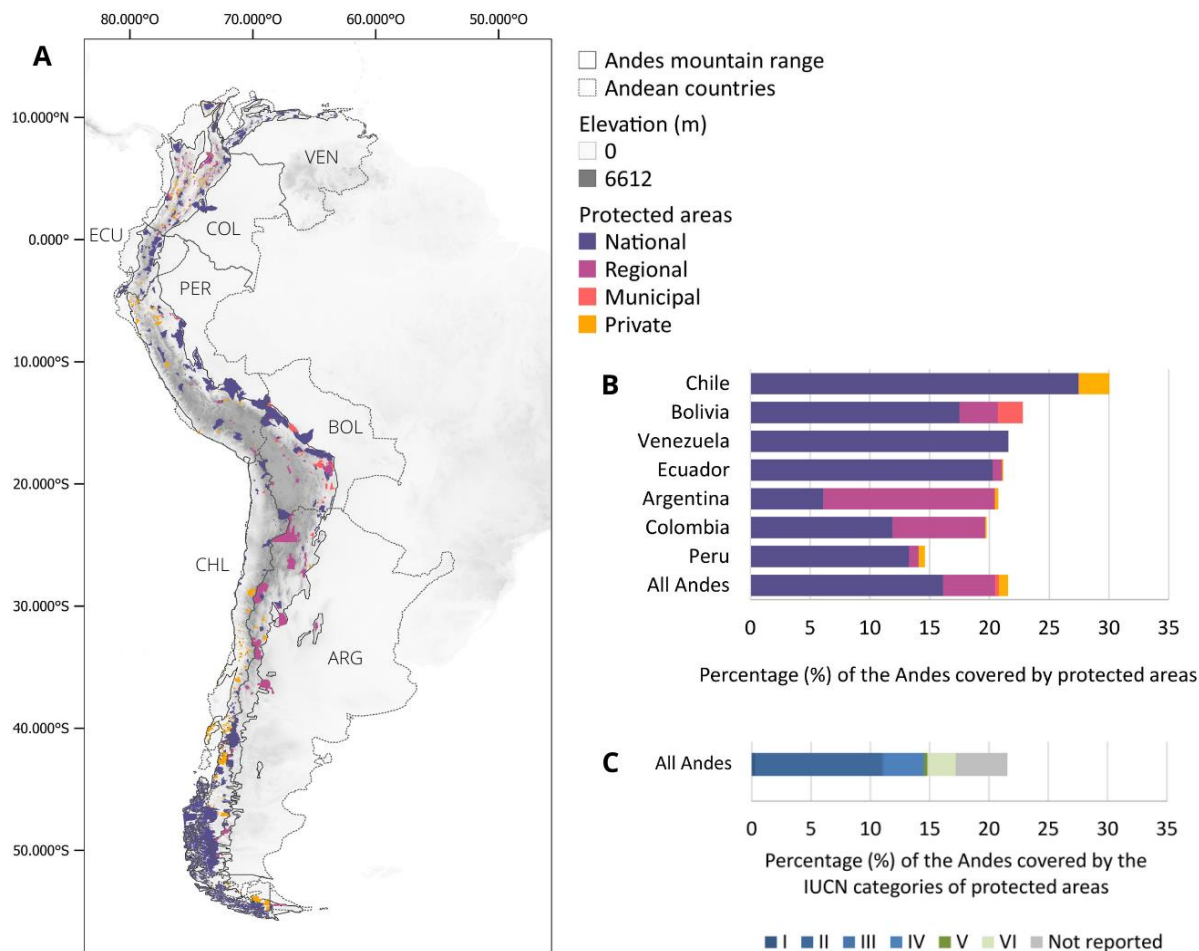 80.000°O 70.000°O 60.000°O 50.000°O
A
10.000°N
0.000°
10.000°S
20.000°S
30.000°S
40.000°S
50.000°S
VEN
COL
ECU
PER
BOL
CHL
ARG
Andes mountain range
Andean countries
Elevation (m)
0
6612
Protected areas
National
Regional
Municipal
Private
B
Chile
Bolivia
Venezuela
Ecuador
Argentina
Colombia
Peru
All Andes
0 5 10 15 20 25 30 35
Percentage (%) of the Andes covered by protected areas
C
All Andes
0 5 10 15 20 25 30 35
Percentage (%) of the Andes covered by the
IUCN categories of protected areas
I II III IV V VI Not reported